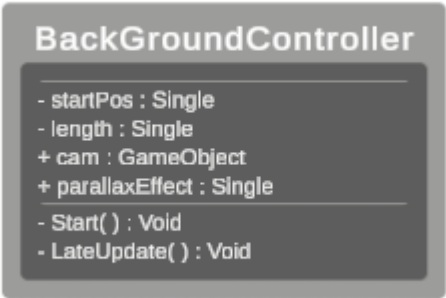 BackGroundController
- startPos : Single
- length : Single
+ cam : GameObject
+ parallaxEffect : Single
- Start( ) : Void
- LateUpdate( ) : Void